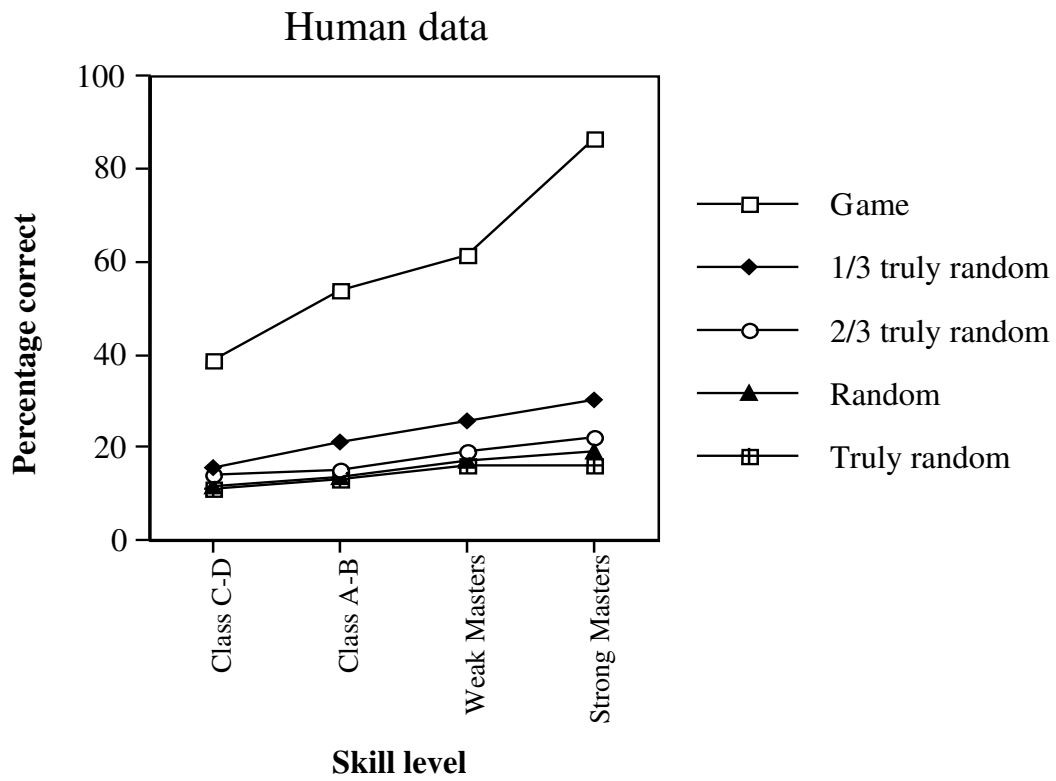 Human data
100
80
60
40
20
0
Percentage correct
Class C-D
Class A-B
Weak Masters
Strong Masters
Skill level
Game
1/3 truly random
2/3 truly random
Random
Truly random